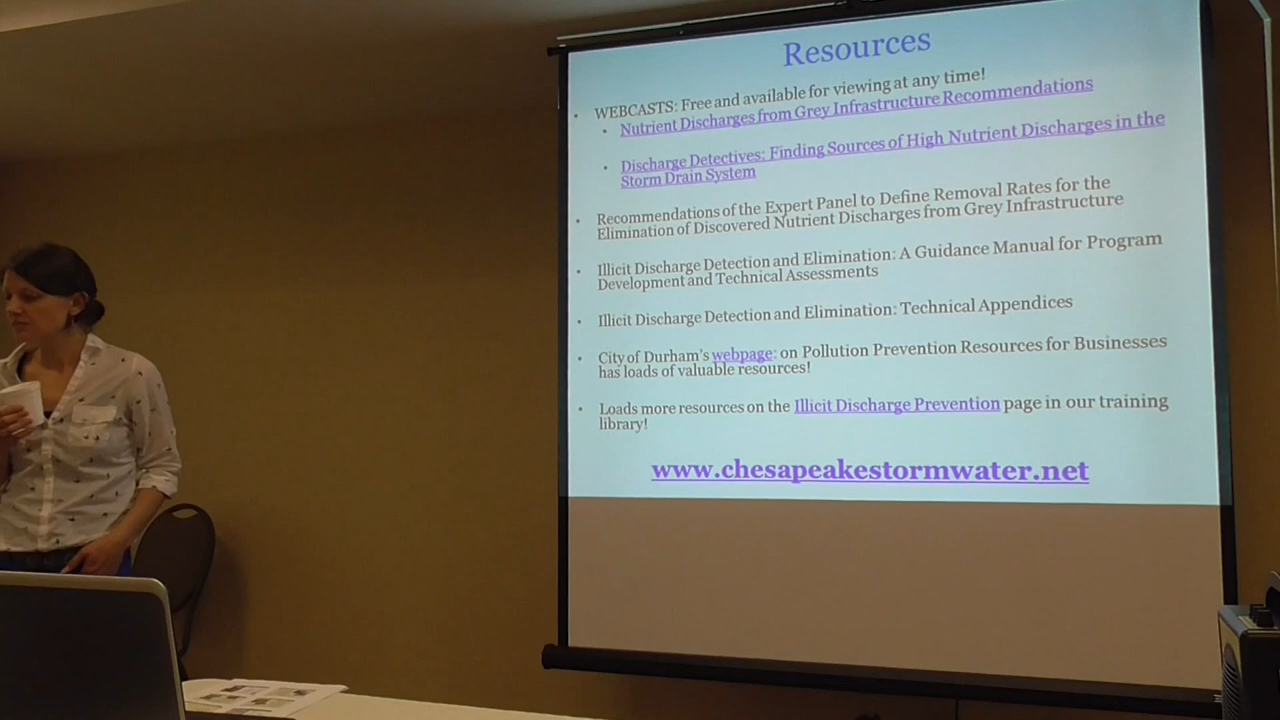 Resources
WEBCASTS: Free and available for viewing at any time!
Nutrient Discharges from Grey Infrastructure Recommendations
Discharge Detectives: Finding Sources of High Nutrient Discharges in the
Storm Drain System
Recommendations of the Expert Panel to Define Removal Rates for the
Elimination of Discovered Nutrient Discharges from Grey Infrastructure
Illicit Discharge Detection and Elimination: A Guidance Manual for Program
Development and Technical Assessments
Illicit Discharge Detection and Elimination: Technical Appendices
City of Durham's webpage: on Pollution Prevention Resources for Businesses
has loads of valuable resources!
Loads more resources on the Illicit Discharge Prevention page in our training
library!
www.chesapeakestormwater.net